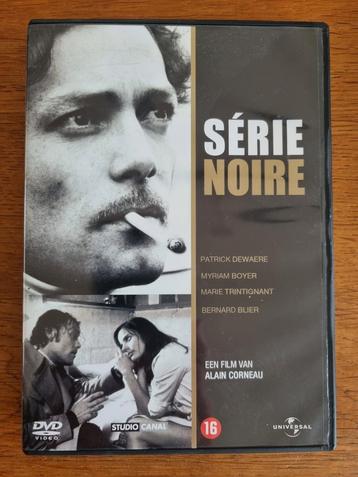 SÉRIE
NOIRE
PATRICK DEWAERE
MYRIAM BOYER
MARIE TRINTIGNANT
BERNARD BLIER
EEN FILM VAN
ALAIN CORNEAU
DVD
VIDEO
STUDIO CANAL
16
UNIVERSAL